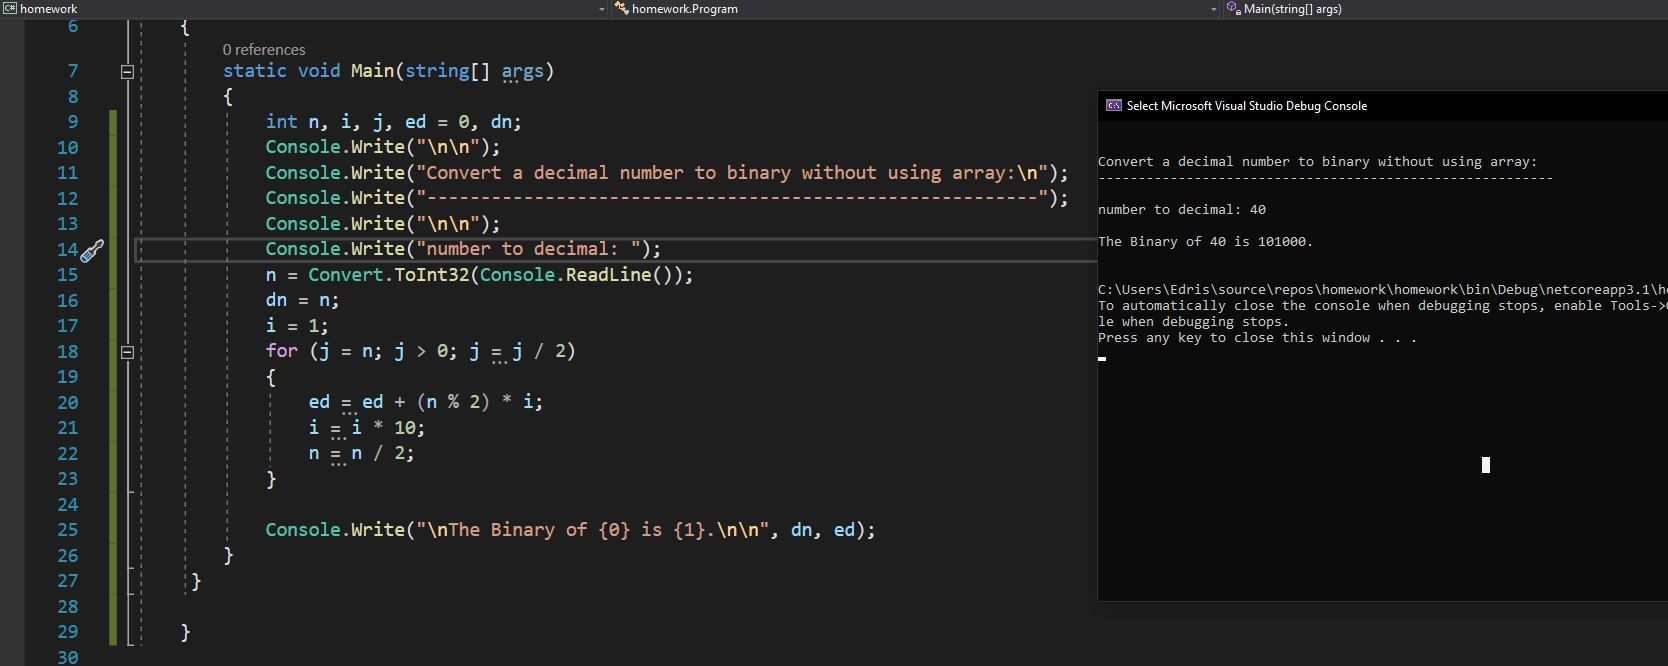 C# homework
homework.Program
Main(string[] args)
6 {
0 references
7 static void Main(string[] args)
8 {
9 int n, i, j, ed = 0, dn;
10 Console.Write("\n\n");
11 Console.Write("Convert a decimal number to binary without using array:\n");
12 Console.Write("---------------------------------------------------------");
13 Console.Write("\n\n");
14 Console.Write("number to decimal: ");
15 n = Convert.ToInt32(Console.ReadLine());
16 dn = n;
17 i = 1;
18 for (j = n; j > 0; j = j / 2)
19 {
20 ed = ed + (n % 2) * i;
21 i = i * 10;
22 n = n / 2;
23 }
24
25 Console.Write("\nThe Binary of {0} is {1}.\n\n", dn, ed);
26 }
27 }
28
29 }
30
Select Microsoft Visual Studio Debug Console
Convert a decimal number to binary without using array:
---------------------------------------------------------
number to decimal: 40
The Binary of 40 is 101000.
C:\Users\Edris\source\repos\homework\homework\bin\Debug\netcoreapp3.1\h
To automatically close the console when debugging stops, enable Tools->
le when debugging stops.
Press any key to close this window . . .